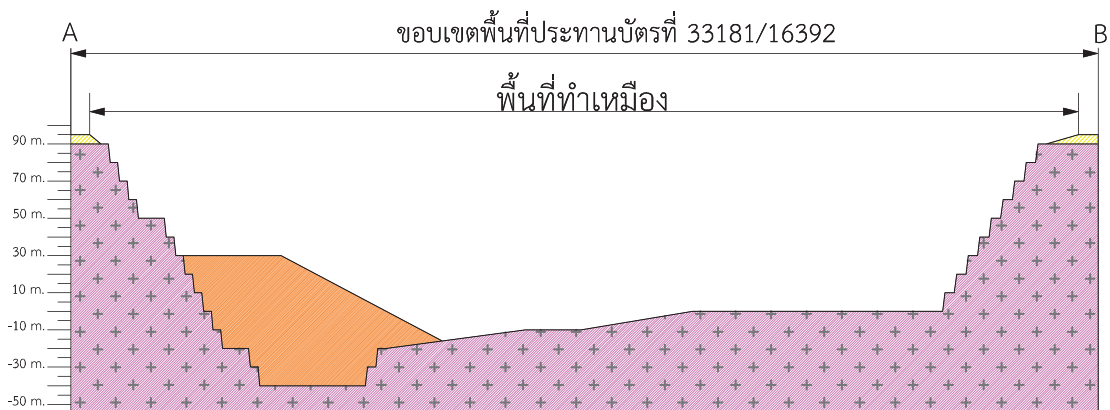 A
ขอบเขตพื้นที่ประทานบัตรที่ 33181/16392
B
พื้นที่ทำเหมือง
90 m.
70 m.
50 m.
30 m.
10 m.
-10 m.
-30 m.
-50 m.